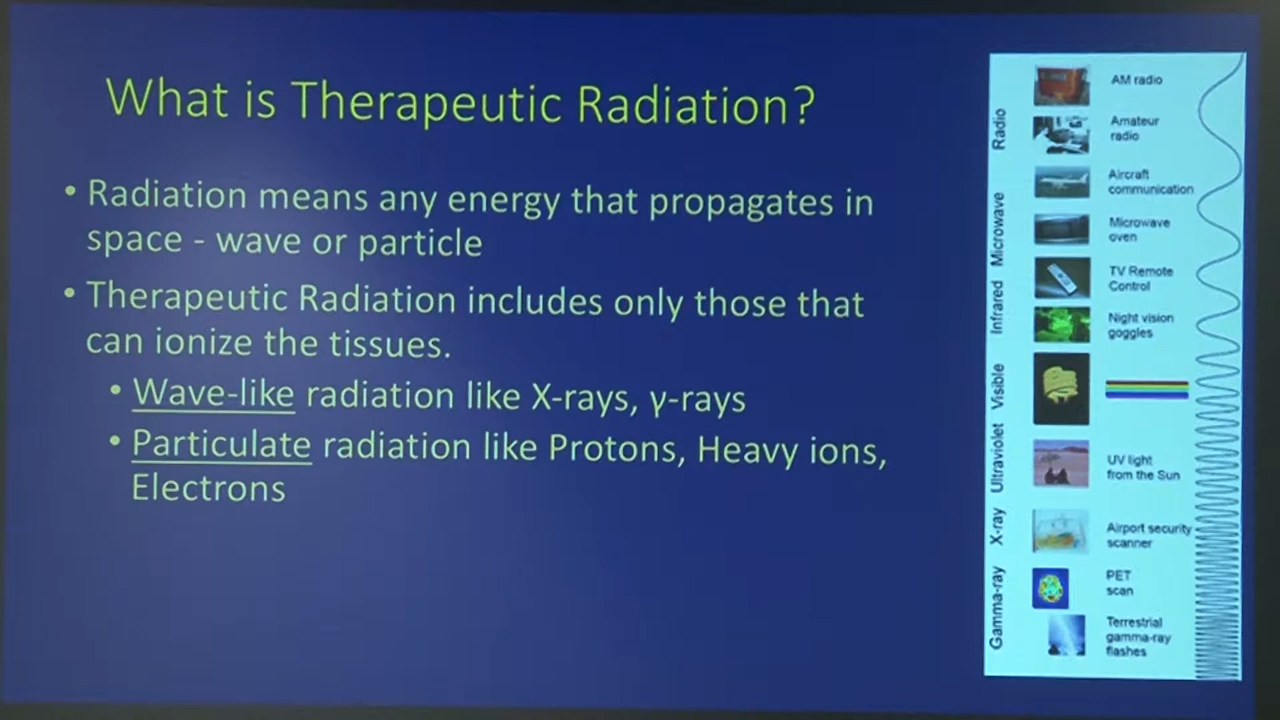 What is Therapeutic Radiation?
• Radiation means any energy that propagates in
space - wave or particle
• Therapeutic Radiation includes only those that
can ionize the tissues.
• Wave-like radiation like X-rays, γ-rays
• Particulate radiation like Protons, Heavy ions,
Electrons
Radio
Microwave
Infrared
Visible
Ultraviolet
X-ray
Gamma-ray
AM radio
Amateur
radio
Aircraft
communication
Microwave
oven
TV Remote
Control
Night vision
goggles
UV light
from the Sun
Airport security
scanner
PET
scan
Terrestrial
gamma-ray
flashes